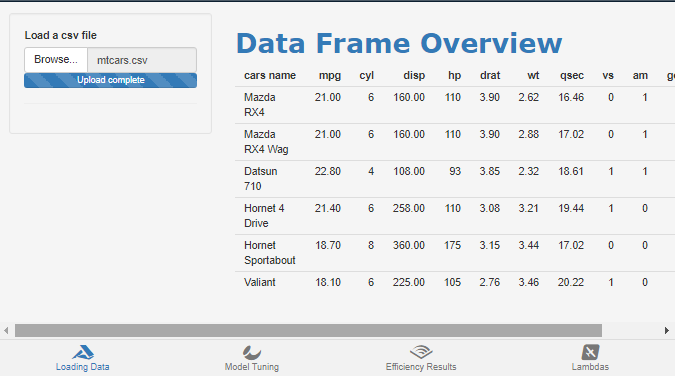 Load a csv file
Browse... mtcars.csv
Upload complete
Data Frame Overview
cars name mpg cyl disp hp drat wt qsec vs am
Mazda RX4 21.00 6 160.00 110 3.90 2.62 16.46 0 1
Mazda RX4 Wag 21.00 6 160.00 110 3.90 2.88 17.02 0 1
Datsun 710 22.80 4 108.00 93 3.85 2.32 18.61 1 1
Hornet 4 Drive 21.40 6 258.00 110 3.08 3.21 19.44 1 0
Hornet Sportabout 18.70 8 360.00 175 3.15 3.44 17.02 0 0
Valiant 18.10 6 225.00 105 2.76 3.46 20.22 1 0
Loading Data Model Tuning Efficiency Results Lambdas